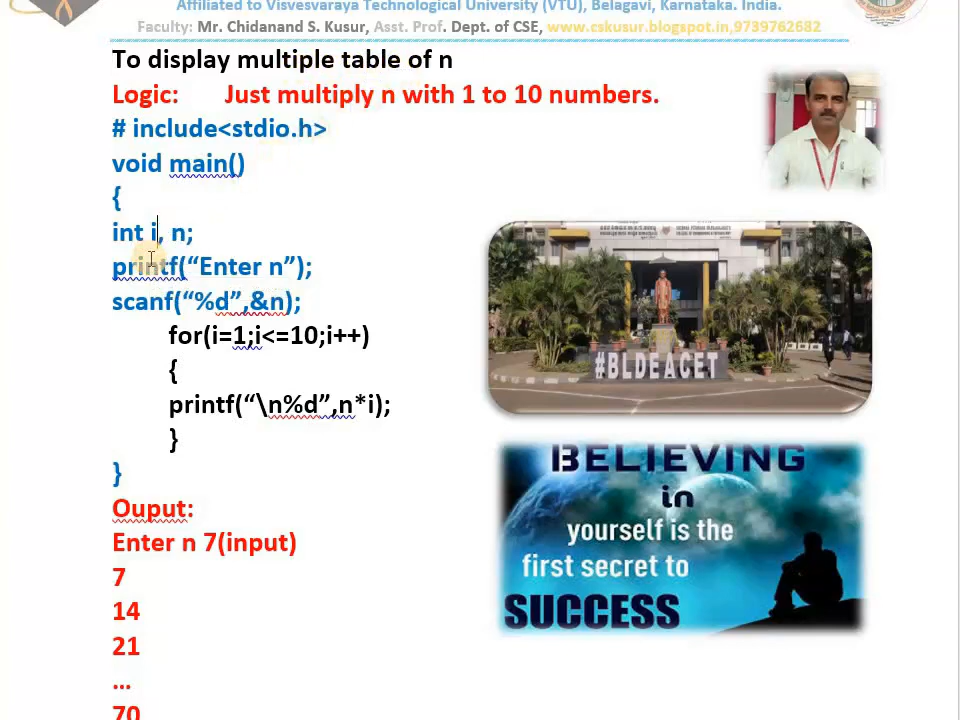 Affiliated to Visvesvaraya Technological University (VTU), Belagavi, Karnataka. India.
Faculty: Mr. Chidanand S. Kusur, Asst. Prof. Dept. of CSE, www.cskusur.blogspot.in,9739762682
To display multiple table of n
Logic: Just multiply n with 1 to 10 numbers.
# include<stdio.h>
void main()
{
int i, n;
printf(“Enter n”);
scanf(“%d”,&n);
for(i=1;i<=10;i++)
{
printf(“\n%d”,n*i);
}
}
Ouput:
Enter n 7(input)
7
14
21
...
70
#BLDEACET
BELIEVING
in
yourself is the
first secret to
SUCCESS